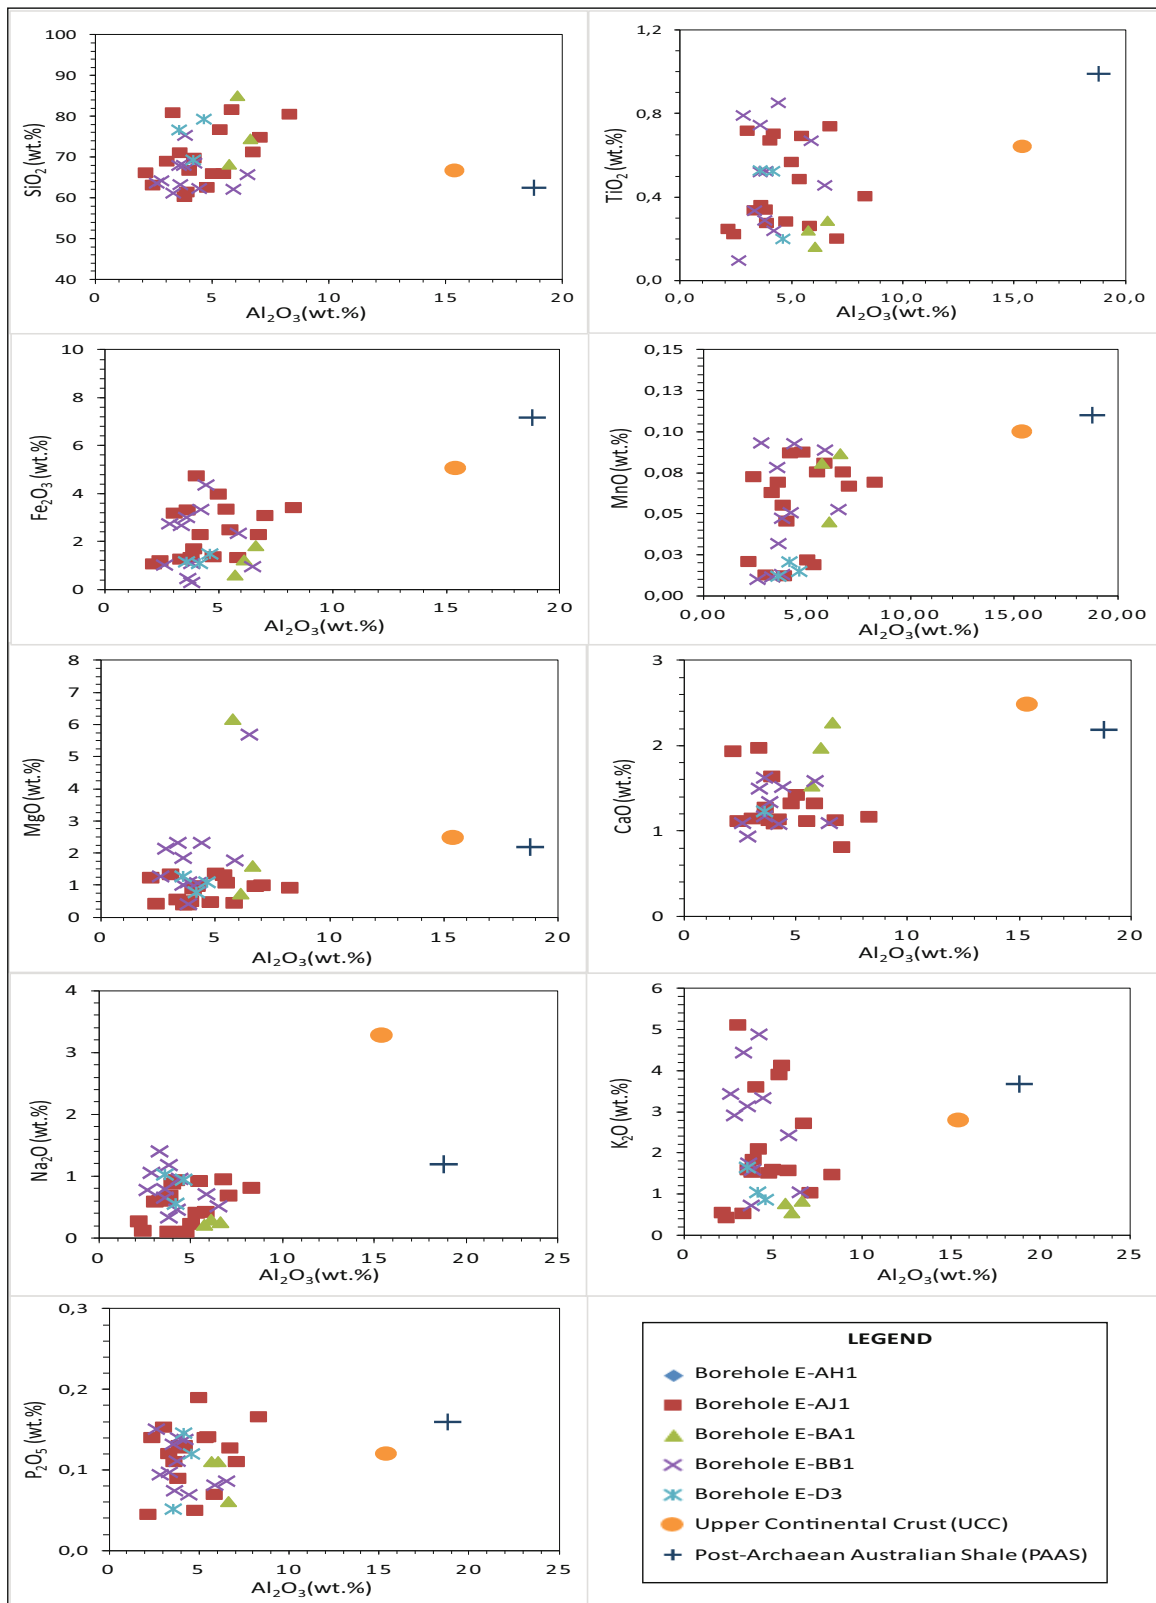 100
90
80
70
60
50
40
SiO₂ (wt.%)
0 5 10 15 20
Al₂O₃(wt.%)
1,2
0,8
0,4
0,0
TiO₂ (wt.%)
0,0 5,0 10,0 15,0 20,0
Al₂O₃(wt.%)
10
8
6
4
2
0
Fe₂O₃ (wt.%)
0 5 10 15 20
Al₂O₃(wt.%)
0,15
0,13
0,10
0,08
0,05
0,03
0,00
MnO (wt.%)
0,00 5,00 10,00 15,00 20,00
Al₂O₃(wt.%)
8
7
6
5
4
3
2
1
0
MgO (wt.%)
0 5 10 15 20
Al₂O₃(wt.%)
3
2
1
0
CaO (wt.%)
0 5 10 15 20
Al₂O₃(wt.%)
4
3
2
1
0
Na₂O (wt.%)
0 5 10 15 20 25
Al₂O₃(wt.%)
6
5
4
3
2
1
0
K₂O (wt.%)
0 5 10 15 20 25
Al₂O₃(wt.%)
0,3
0,2
0,1
0,0
P₂O₅ (wt.%)
0 5 10 15 20 25
Al₂O₃(wt.%)
LEGEND
Borehole E-AH1
Borehole E-AJ1
Borehole E-BA1
Borehole E-BB1
Borehole E-D3
Upper Continental Crust (UCC)
Post-Archaean Australian Shale (PAAS)